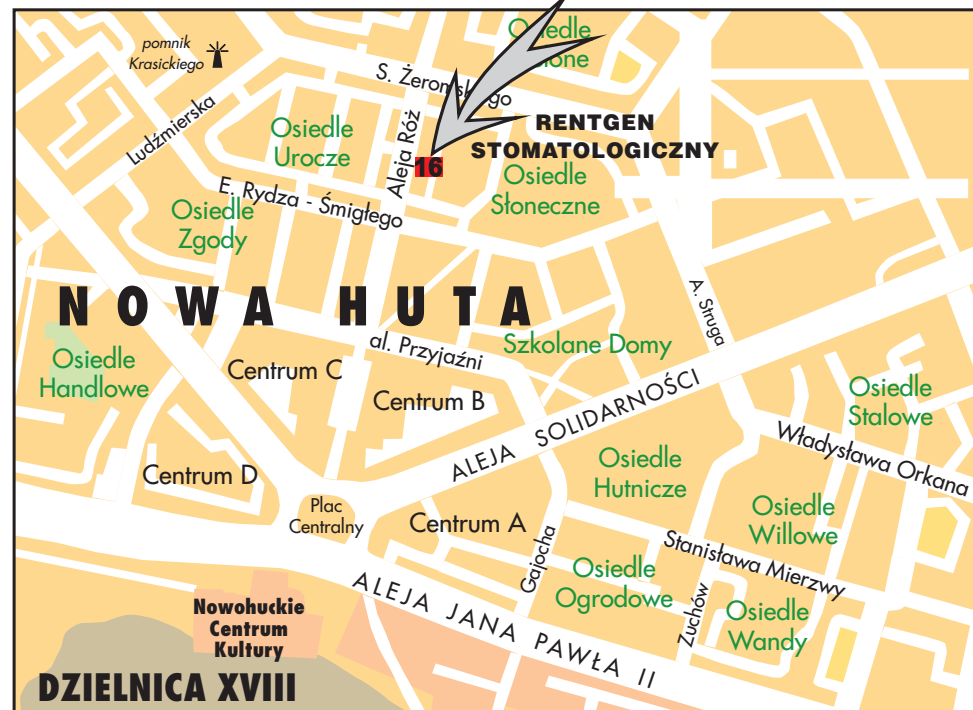 pomnik
Krasickiego
Osiedle
S. Żeromskiego
Ludźmierska
Osiedle
Urocze
Aleja Róż
RENTGEN
STOMATOLOGICZNY
16
Osiedle
Słoneczne
E. Rydza - Śmigłego
Osiedle
Zgody
NOWA HUTA
A. Struga
al. Przyjaźni
Szkolane Domy
Osiedle
Handlowe
Centrum C
Centrum B
ALEJA SOLIDARNOŚCI
Osiedle
Stalowe
Władysława Orkana
Centrum D
Plac
Centralny
Centrum A
Osiedle
Hutnicze
Osiedle
Willowe
Gajocha
Stanisława Mierzwy
Osiedle
Ogrodowe
Zuchów
Osiedle
Wandy
ALEJA JANA PAWŁA II
Nowohuckie
Centrum
Kultury
DZIELNICA XVIII